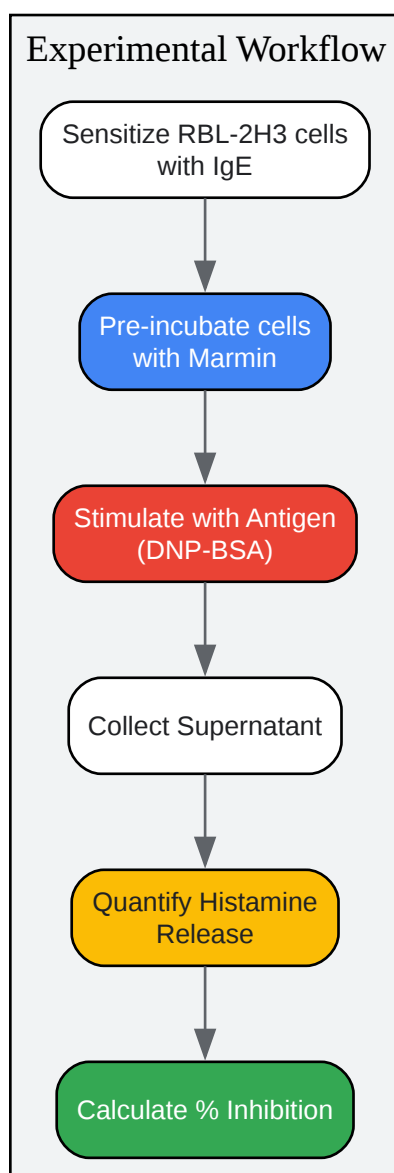 Experimental Workflow
Sensitize RBL-2H3 cells
with IgE
Pre-incubate cells
with Marmin
Stimulate with Antigen
(DNP-BSA)
Collect Supernatant
Quantify Histamine
Release
Calculate % Inhibition